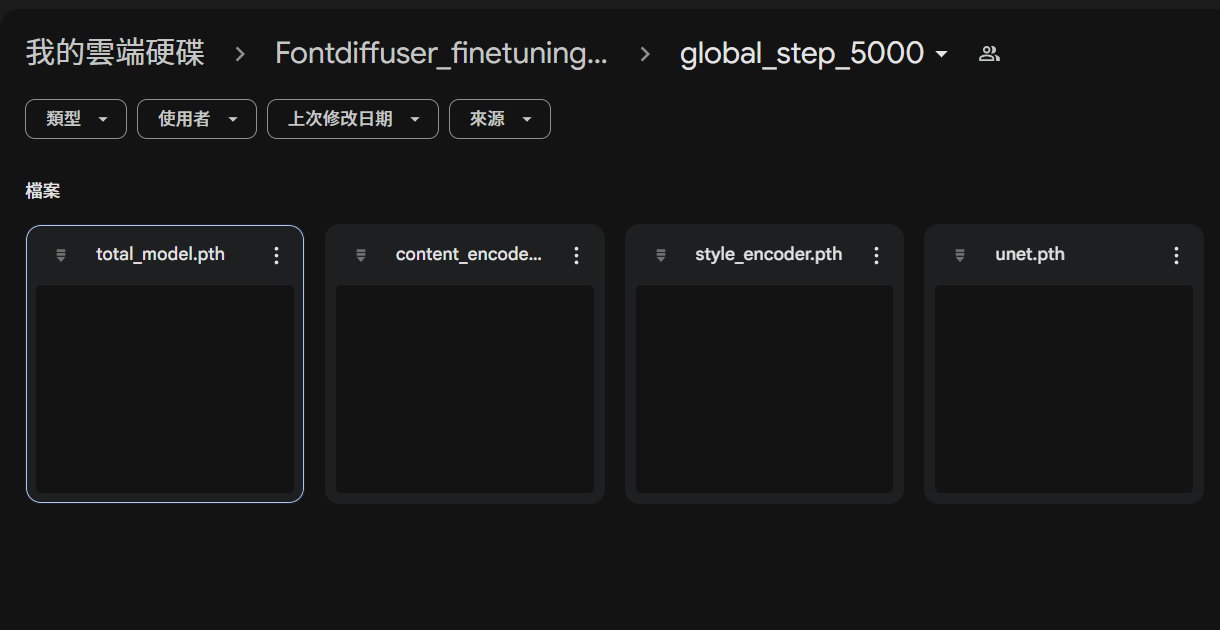 我的雲端硬碟 > Fontdiffuser_finetuning... > global_step_5000
類型 使用者 上次修改日期 來源
檔案
total_model.pth content_encode... style_encoder.pth unet.pth